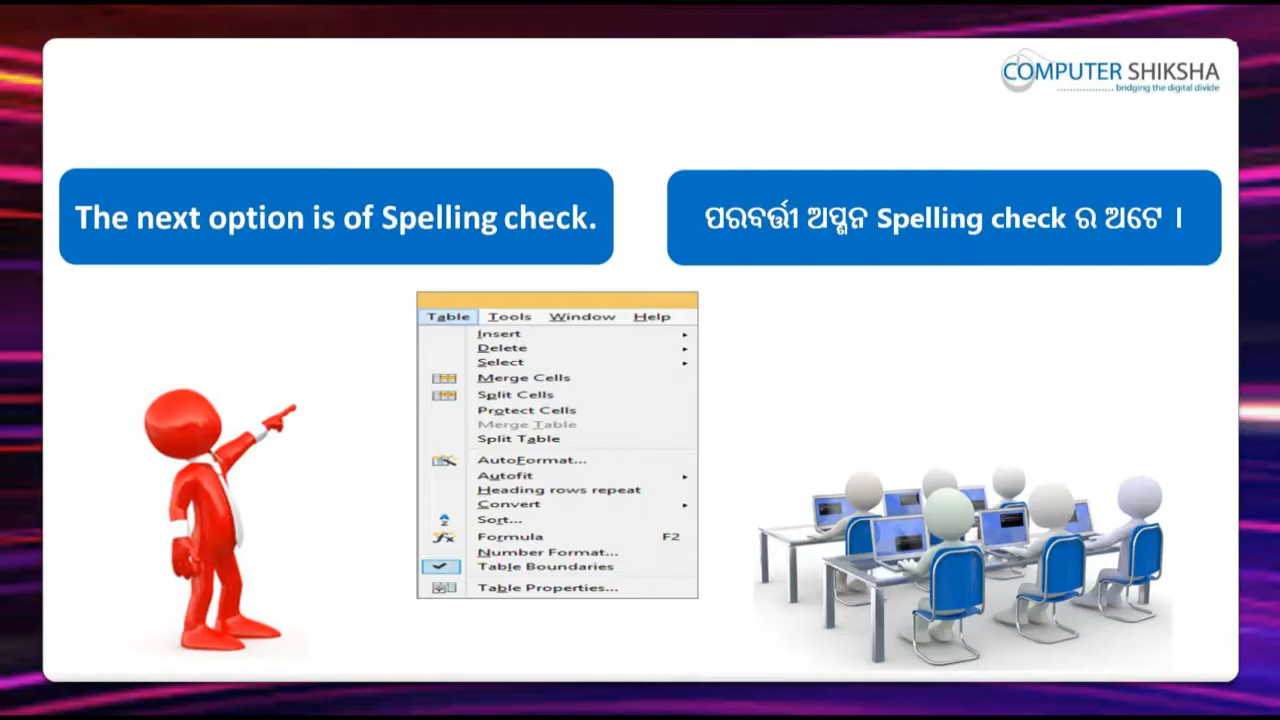 COMPUTER SHIKSHA
bridging the digital divide
The next option is of Spelling check.
ପରବର୍ତ୍ତୀ ଅପ୍ସନ Spelling check ର ଅଟେ ।
Table Tools Window Help
Insert
Delete
Select
Merge Cells
Split Cells
Protect Cells
Merge Table
Split Table
AutoFormat...
Autofit
Heading rows repeat
Convert
Sort...
Formula F2
Number Format...
Table Boundaries
Table Properties...